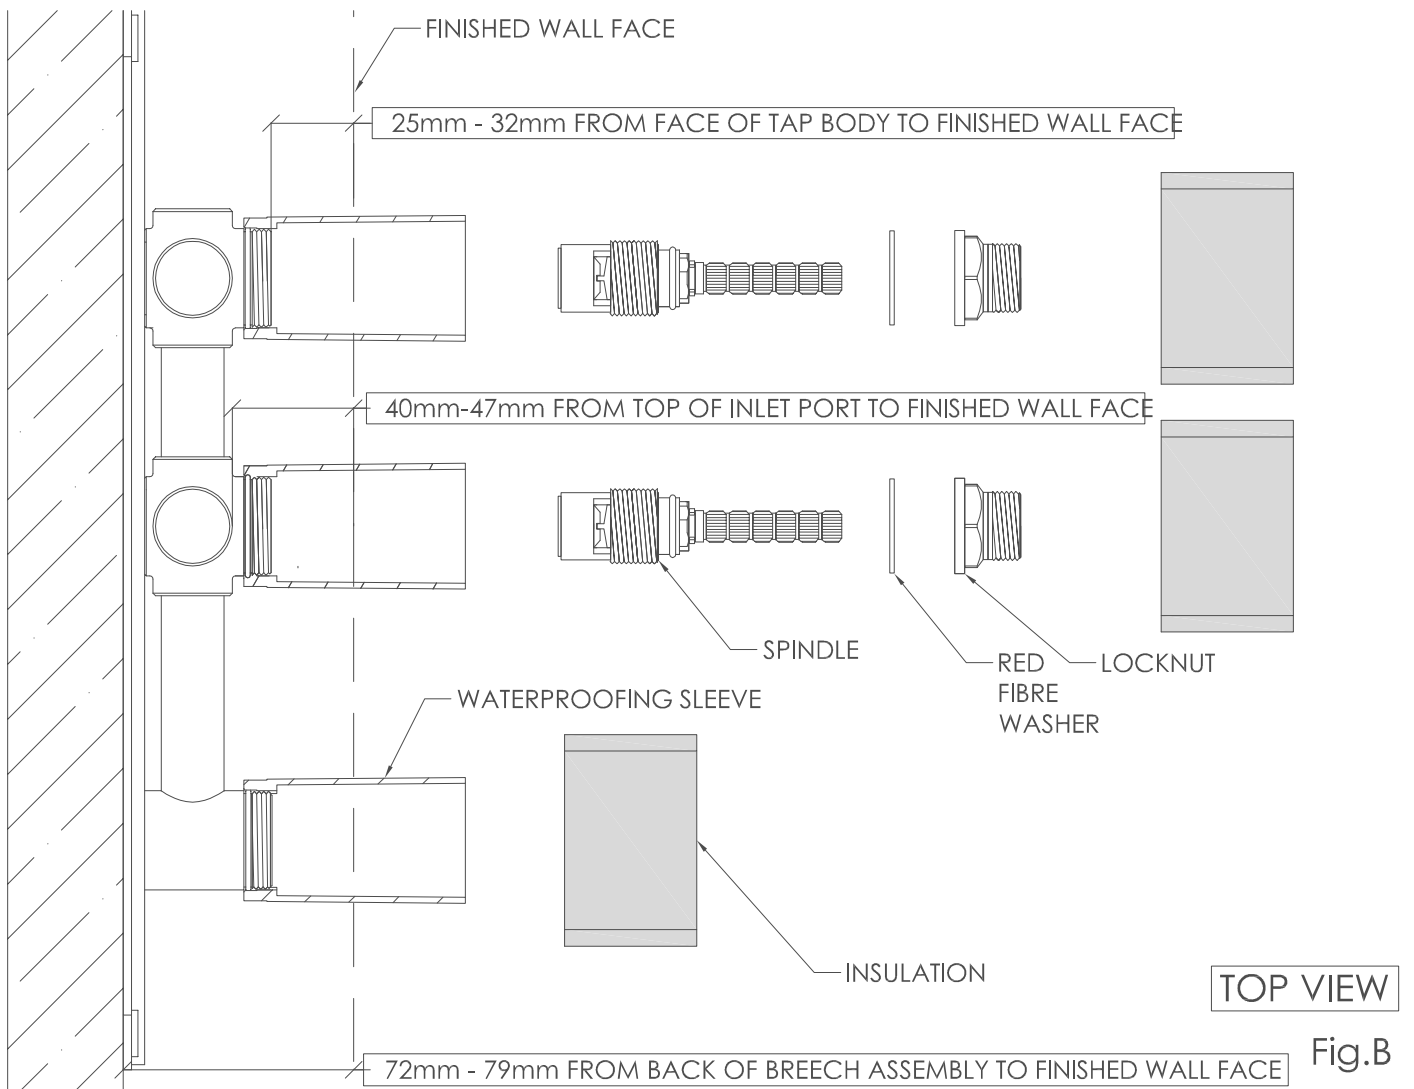 FINISHED WALL FACE
25mm - 32mm FROM FACE OF TAP BODY TO FINISHED WALL FACE
40mm-47mm FROM TOP OF INLET PORT TO FINISHED WALL FACE
SPINDLE
RED
FIBRE
WASHER
LOCKNUT
WATERPROOFING SLEEVE
INSULATION
TOP VIEW
Fig.B
72mm - 79mm FROM BACK OF BREECH ASSEMBLY TO FINISHED WALL FACE